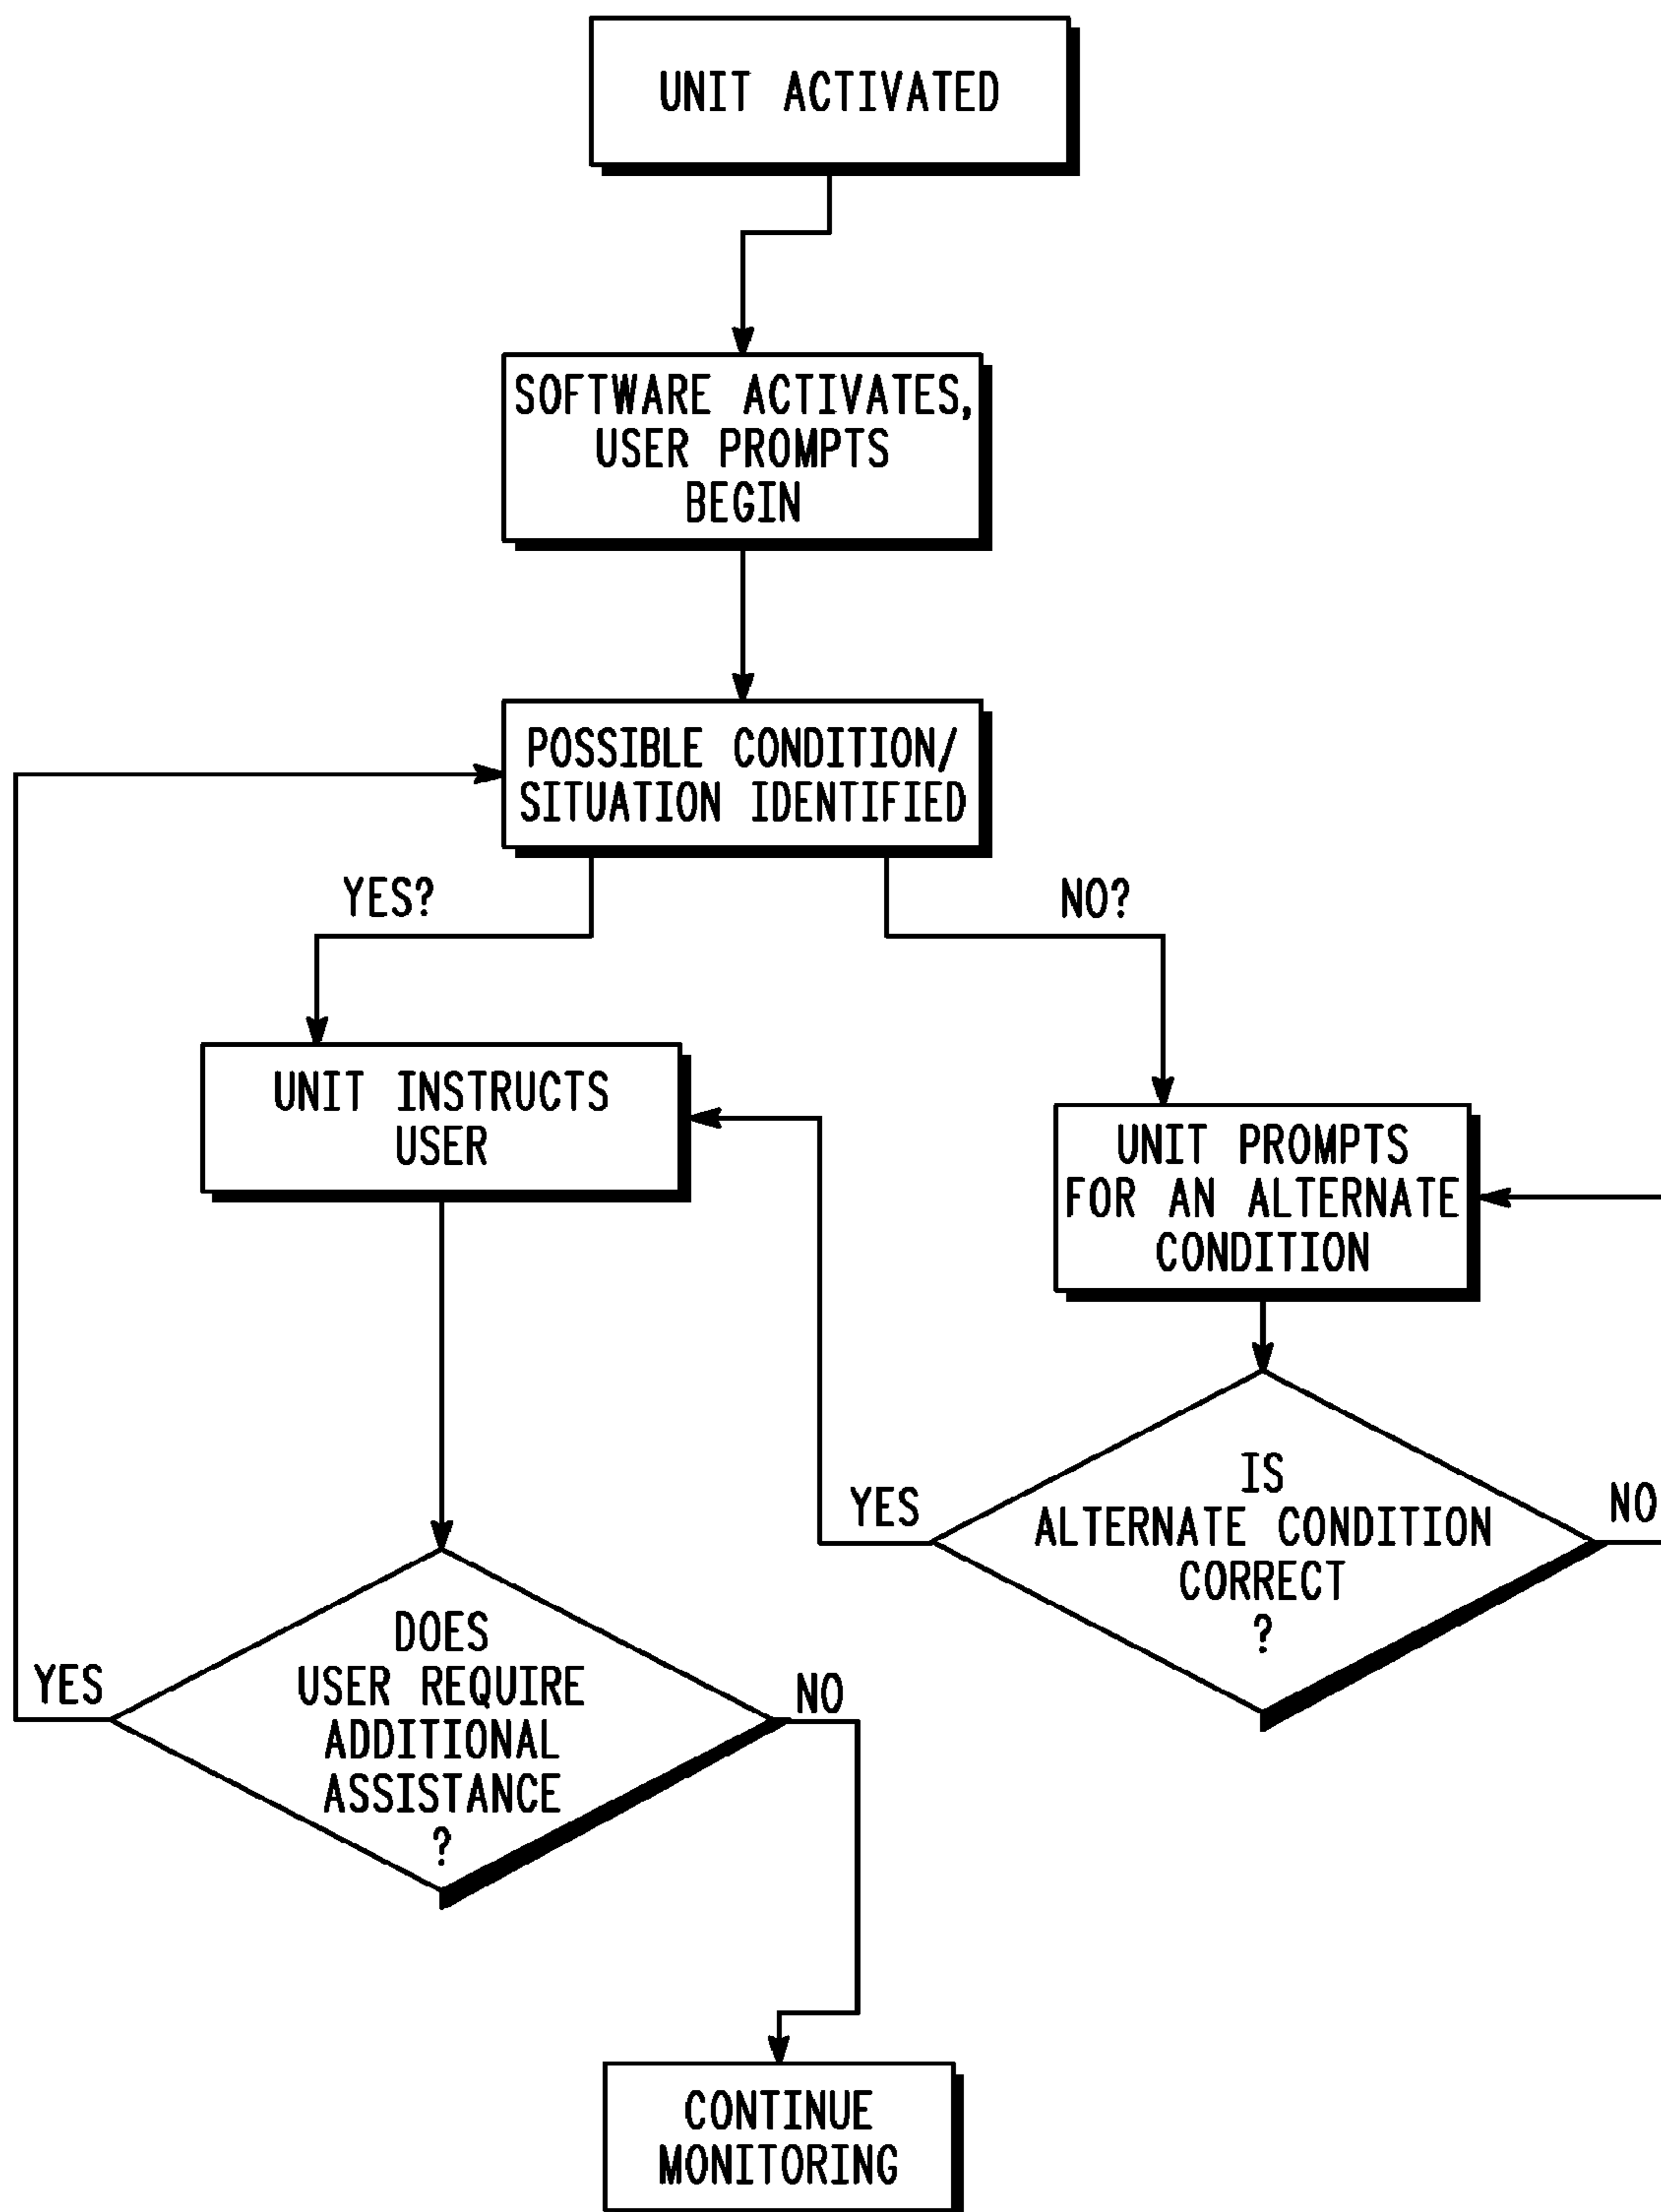 UNIT ACTIVATED
SOFTWARE ACTIVATES,
USER PROMPTS
BEGIN
POSSIBLE CONDITION/
SITUATION IDENTIFIED
YES?
NO?
UNIT INSTRUCTS
USER
UNIT PROMPTS
FOR AN ALTERNATE
CONDITION
IS
ALTERNATE CONDITION
CORRECT
?
YES
NO
DOES
USER REQUIRE
ADDITIONAL
ASSISTANCE
?
YES
NO
CONTINUE
MONITORING